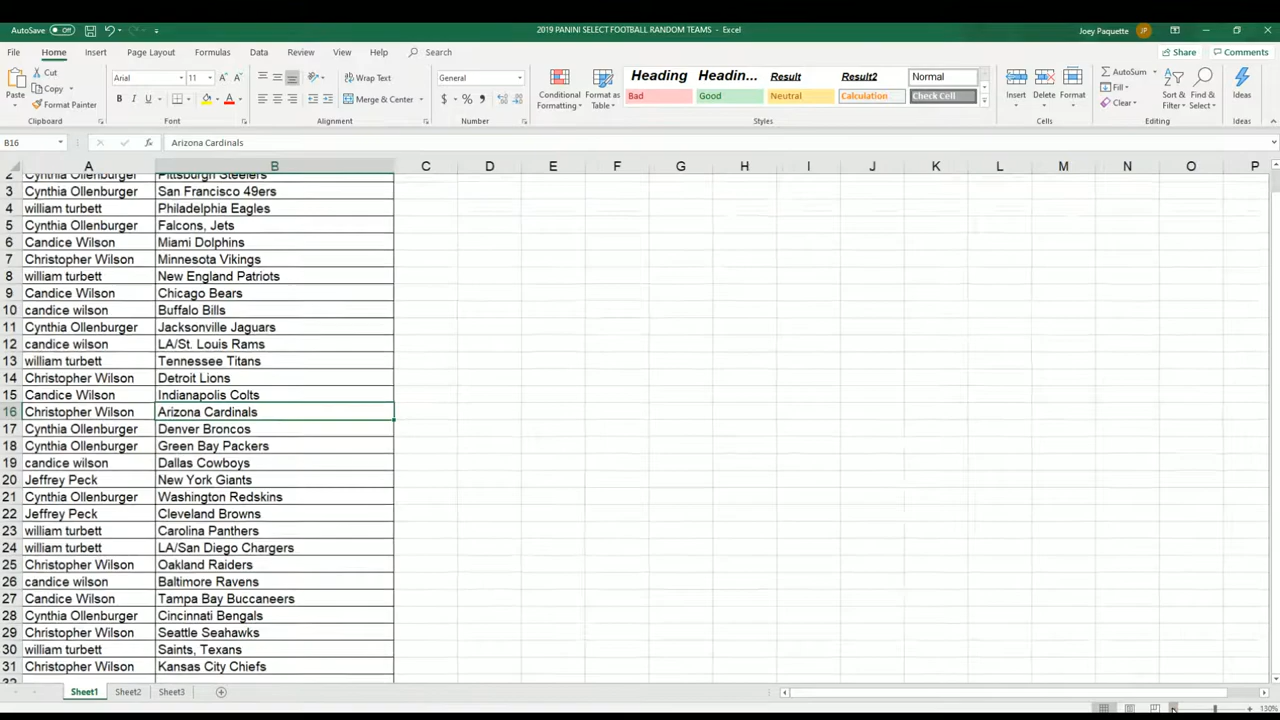 AutoSave Off 2019 PANINI SELECT FOOTBALL RANDOM TEAMS - Excel Joey Paquette JP
File Home Insert Page Layout Formulas Data Review View Help Search Share Comments
Paste Cut Copy Format Painter Clipboard
Arial 11 B I U A Font
Wrap Text Merge & Center Alignment
General $ % , Number
Conditional Formatting Format as Table
Heading Headin... Result Result2 Normal
Bad Good Neutral Calculation Check Cell
Styles
Insert Delete Format Cells
AutoSum Fill Clear Sort & Filter Find & Select Editing
Ideas Ideas
B16 fx Arizona Cardinals
A B C D E F G H I J K L M N O P
2 Cynthia Ollenburger Pittsburgh Steelers
3 Cynthia Ollenburger San Francisco 49ers
4 william turbett Philadelphia Eagles
5 Cynthia Ollenburger Falcons, Jets
6 Candice Wilson Miami Dolphins
7 Christopher Wilson Minnesota Vikings
8 william turbett New England Patriots
9 Candice Wilson Chicago Bears
10 candice wilson Buffalo Bills
11 Cynthia Ollenburger Jacksonville Jaguars
12 candice wilson LA/St. Louis Rams
13 william turbett Tennessee Titans
14 Christopher Wilson Detroit Lions
15 Candice Wilson Indianapolis Colts
16 Christopher Wilson Arizona Cardinals
17 Cynthia Ollenburger Denver Broncos
18 Cynthia Ollenburger Green Bay Packers
19 candice wilson Dallas Cowboys
20 Jeffrey Peck New York Giants
21 Cynthia Ollenburger Washington Redskins
22 Jeffrey Peck Cleveland Browns
23 william turbett Carolina Panthers
24 william turbett LA/San Diego Chargers
25 Christopher Wilson Oakland Raiders
26 candice wilson Baltimore Ravens
27 Candice Wilson Tampa Bay Buccaneers
28 Cynthia Ollenburger Cincinnati Bengals
29 Christopher Wilson Seattle Seahawks
30 william turbett Saints, Texans
31 Christopher Wilson Kansas City Chiefs
32
Sheet1 Sheet2 Sheet3
130%